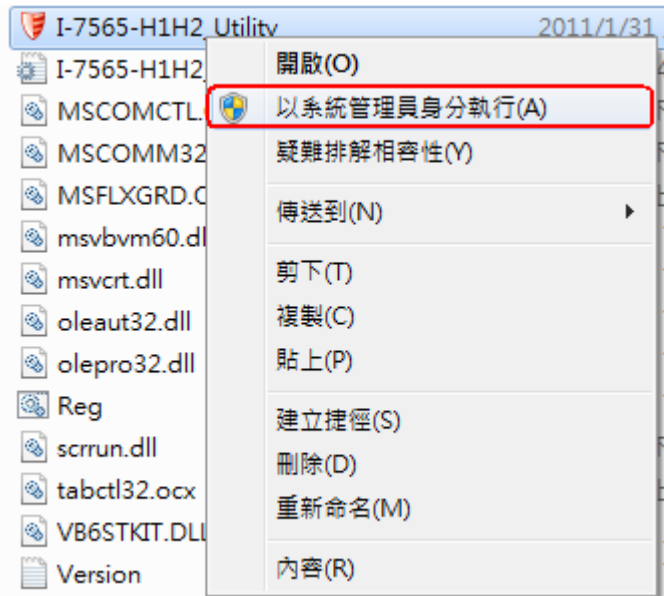 I-7565-H1H2_Utility 2011/1/31
I-7565-H1H2_
MSCOMCTL.
MSCOMM32
MSFLXGRD.O
msvbvm60.dl
msvcrt.dll
oleaut32.dll
olepro32.dll
Reg
scrrun.dll
tabctl32.ocx
VB6STKIT.DLL
Version
開啟(O)
以系統管理員身分執行(A)
疑難排解相容性(Y)
傳送到(N)
剪下(T)
複製(C)
貼上(P)
建立捷徑(S)
刪除(D)
重新命名(M)
內容(R)